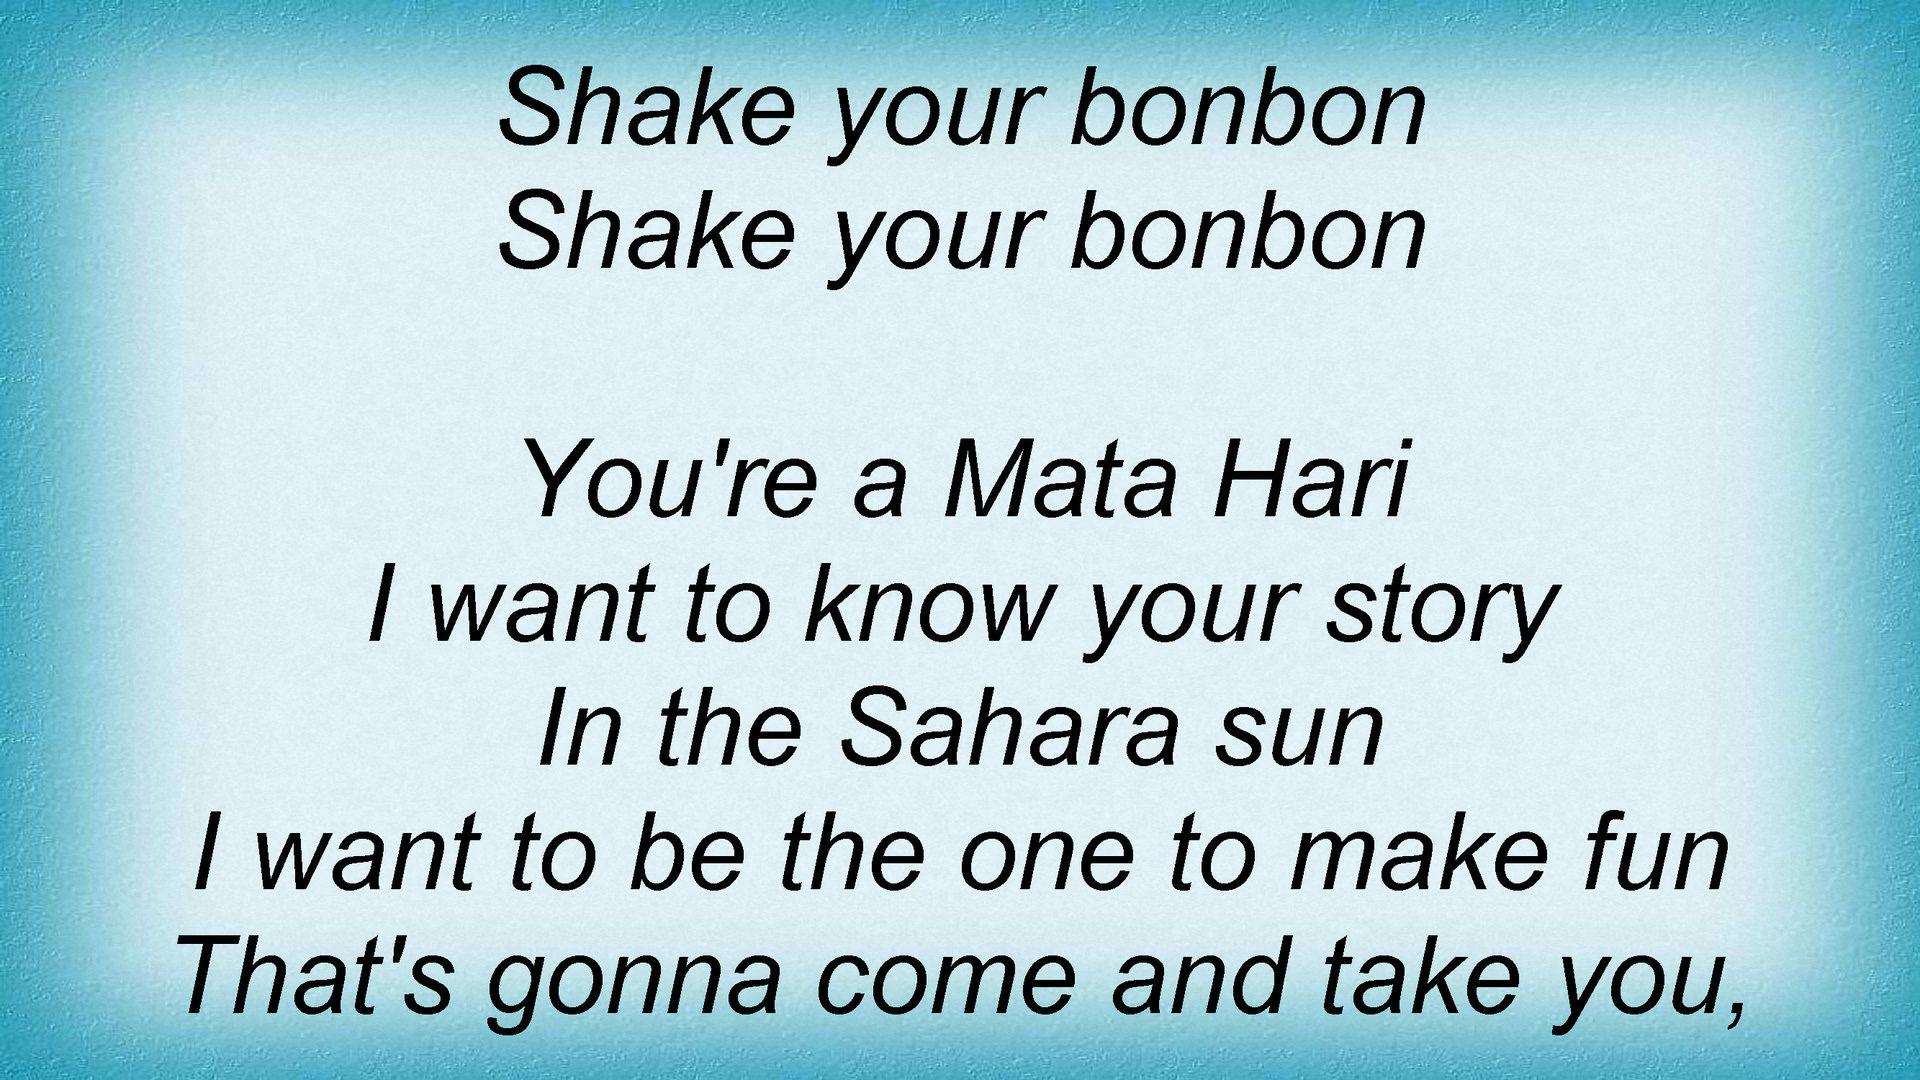 Shake your bonbon
Shake your bonbon
You're a Mata Hari
I want to know your story
In the Sahara sun
I want to be the one to make fun
That's gonna come and take you,